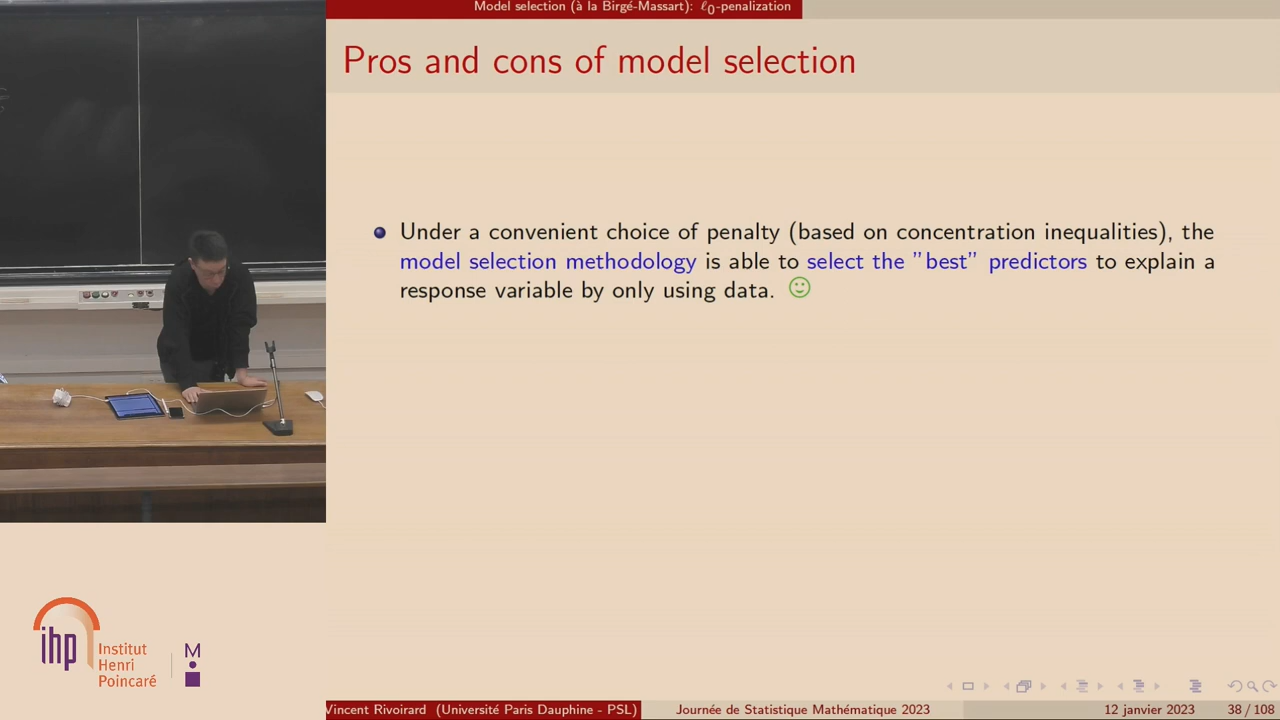 Model selection (à la Birgé-Massart): ℓ0-penalization
Pros and cons of model selection
Under a convenient choice of penalty (based on concentration inequalities), the
model selection methodology is able to select the ”best” predictors to explain a
response variable by only using data.
ihp Institut
Henri
Poincaré
M
Vincent Rivoirard (Université Paris Dauphine - PSL)
Journée de Statistique Mathématique 2023
12 janvier 2023
38 / 108